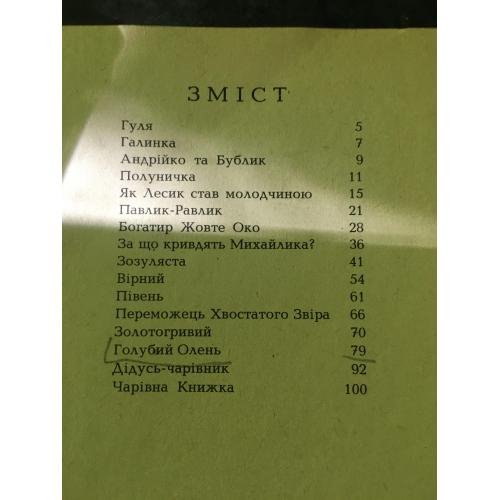 ЗМІСТ
Гуля 5
Галинка 7
Андрійко та Бублик 9
Полуничка 11
Як Лесик став молодчиною 15
Павлик-Равлик 21
Богатир Жовте Око 28
За що кривдять Михайлика? 36
Зозуляста 41
Вірний 54
Півень 61
Переможець Хвостатого Звіра 66
Золотогривий 70
Голубий Олень 79
Дідусь-чарівник 92
Чарівна Книжка 100